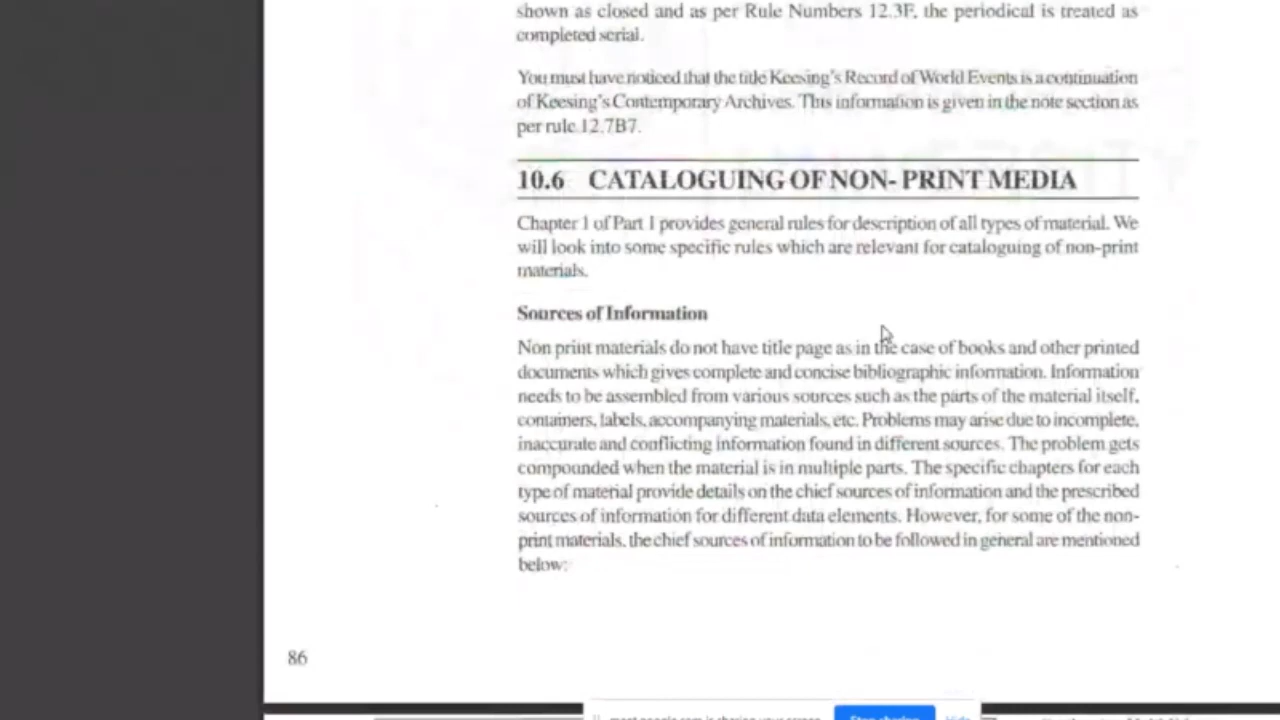 shown as closed and as per Rule Numbers 12.3F, the periodical is treated as
completed serial.
You must have noticed that the title Keesing's Record of World Events is a continuation
of Keesing's Contemporary Archives. This information is given in the note section as
per rule 12.7B7.
10.6 CATALOGUING OF NON- PRINT MEDIA
Chapter 1 of Part I provides general rules for description of all types of material. We
will look into some specific rules which are relevant for cataloguing of non-print
materials.
Sources of Information
Non print materials do not have title page as in the case of books and other printed
documents which gives complete and concise bibliographic information. Information
needs to be assembled from various sources such as the parts of the material itself,
containers, labels, accompanying materials, etc. Problems may arise due to incomplete,
inaccurate and conflicting information found in different sources. The problem gets
compounded when the material is in multiple parts. The specific chapters for each
type of material provide details on the chief sources of information and the prescribed
sources of information for different data elements. However, for some of the non-
print materials, the chief sources of information to be followed in general are mentioned
below:
86
meet.google.com is sharing your screen. Stop sharing Hide